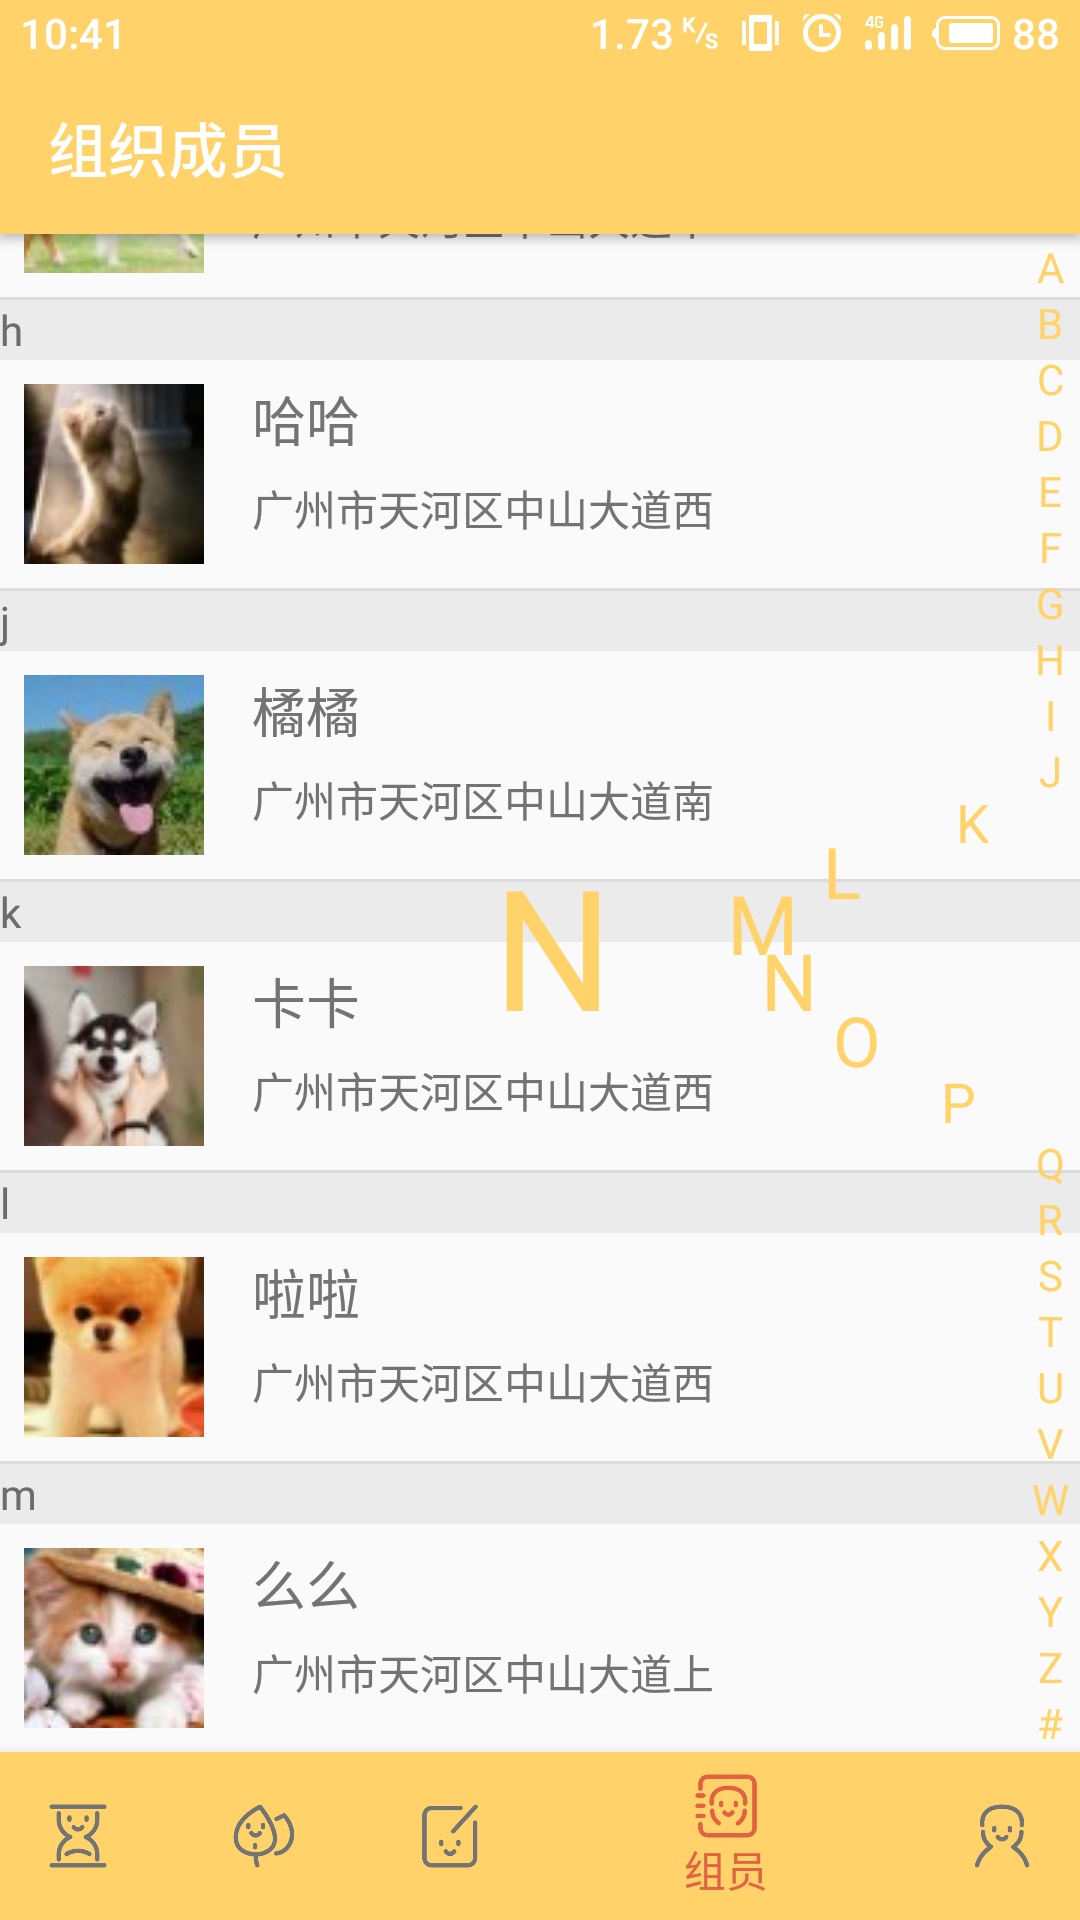 10:41
1.73 K/s 4G 88
组织成员
h
哈哈
广州市天河区中山大道西
j
橘橘
广州市天河区中山大道南
k
卡卡
广州市天河区中山大道西
l
啦啦
广州市天河区中山大道西
m
么么
广州市天河区中山大道上
N
A
B
C
D
E
F
G
H
I
J
K
L
M
N
O
P
Q
R
S
T
U
V
W
X
Y
Z
#
组员